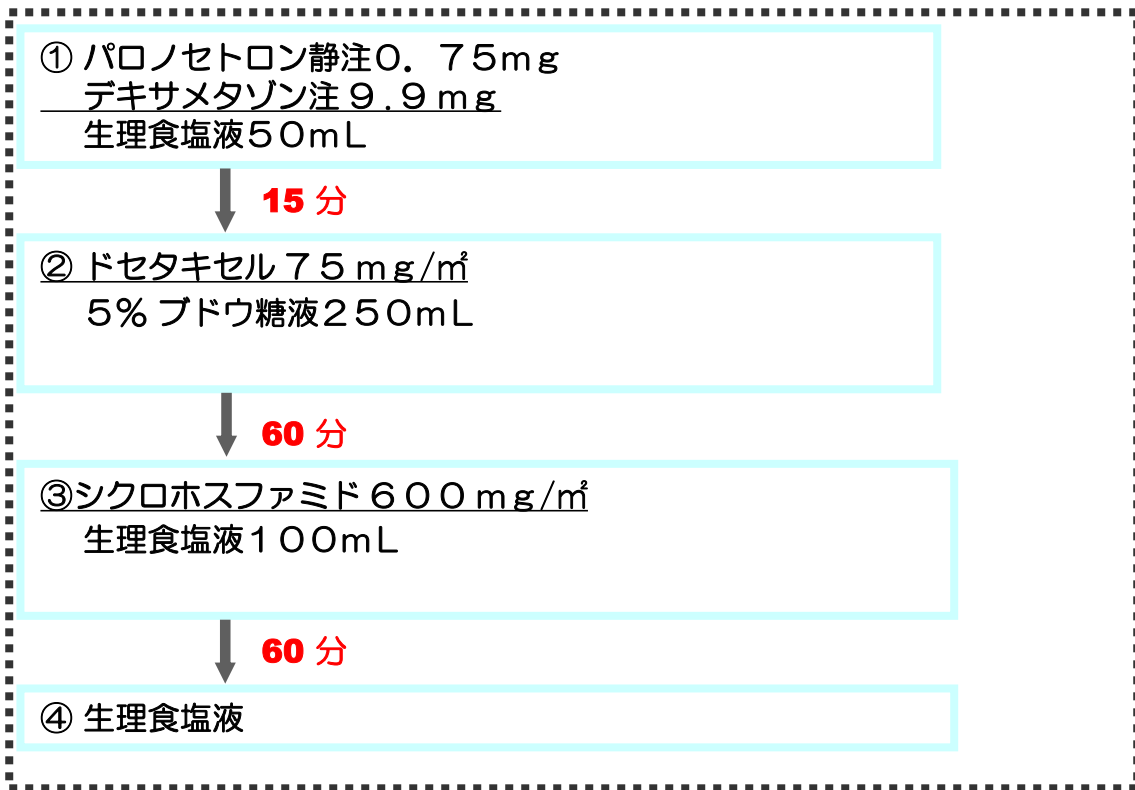 ① パロノセトロン静注０．７５ｍｇ
デキサメタゾン注９.９ｍｇ
生理食塩液５０ｍＬ
15 分
② ドセタキセル７５ｍｇ/㎡
５% ブドウ糖液２５０ｍＬ
60 分
③シクロホスファミド６００ｍｇ/㎡
生理食塩液１００ｍＬ
60 分
④ 生理食塩液